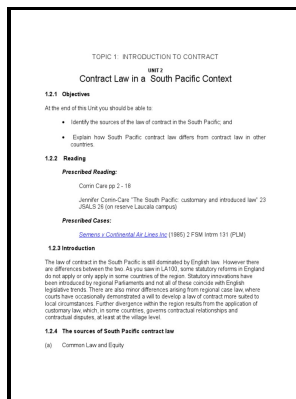 TOPIC 1: INTRODUCTION TO CONTRACT
UNIT 2
Contract Law in a South Pacific Context
1.2.1 Objectives
At the end of this Unit you should be able to:
• Identify the sources of the law of contract in the South Pacific; and
• Explain how South Pacific contract law differs from contract law in other
countries.
1.2.2 Reading
Prescribed Reading:
Corrin Care pp 2 - 18
Jennifer Corrin-Care "The South Pacific: customary and introduced law" 23
JSALS 26 (on reserve Laucala campus)
Prescribed Cases:
Semens v Continental Air Lines Inc (1985) 2 FSM Intrm 131 (PLM)
1.2.3 Introduction
The law of contract in the South Pacific is still dominated by English law. However there
are differences between the two. As you saw in LA100, some statutory reforms in England
do not apply or only apply in some countries of the region. Statutory innovations have
been introduced by regional Parliaments and not all of these coincide with English
legislative trends. There are also minor differences arising from regional case law, where
courts have occasionally demonstrated a will to develop a law of contract more suited to
local circumstances. Further divergence within the region results from the application of
customary law, which, in some countries, governs contractual relationships and
contractual disputes, at least at the village level.
1.2.4 The sources of South Pacific contract law
(a) Common Law and Equity